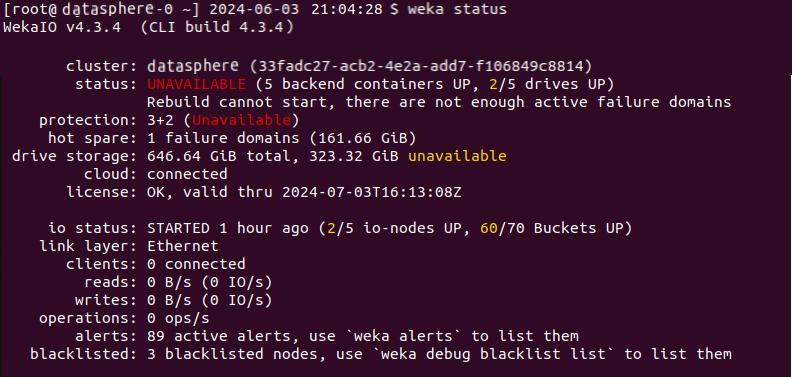 [root@datasphere-0 ~] 2024-06-03 21:04:28 $ weka status
WekaIO v4.3.4 (CLI build 4.3.4)
cluster: datasphere (33fadc27-acb2-4e2a-add7-f106849c8814)
status: UNAVAILABLE (5 backend containers UP, 2/5 drives UP)
Rebuild cannot start, there are not enough active failure domains
protection: 3+2 (Unavailable)
hot spare: 1 failure domains (161.66 GiB)
drive storage: 646.64 GiB total, 323.32 GiB unavailable
cloud: connected
license: OK, valid thru 2024-07-03T16:13:08Z
io status: STARTED 1 hour ago (2/5 io-nodes UP, 60/70 Buckets UP)
link layer: Ethernet
clients: 0 connected
reads: 0 B/s (0 IO/s)
writes: 0 B/s (0 IO/s)
operations: 0 ops/s
alerts: 89 active alerts, use `weka alerts` to list them
blacklisted: 3 blacklisted nodes, use `weka debug blacklist list` to list them